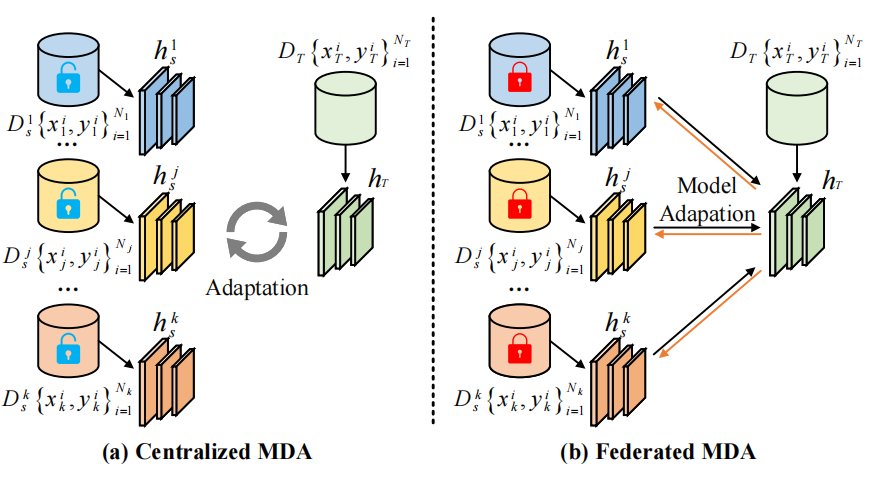 h_s^1
D_T{x_T^i, y_T^i}_{i=1}^{N_T}
D_s^1{x_1^i, y_1^i}_{i=1}^{N_1}
...
h_s^j
h_T
D_s^j{x_j^i, y_j^i}_{i=1}^{N_j}
Adaptation
...
h_s^k
D_s^k{x_k^i, y_k^i}_{i=1}^{N_k}
(a) Centralized MDA
h_s^1
D_T{x_T^i, y_T^i}_{i=1}^{N_T}
D_s^1{x_1^i, y_1^i}_{i=1}^{N_1}
...
h_s^j
Model
Adapation
h_T
D_s^j{x_j^i, y_j^i}_{i=1}^{N_j}
...
h_s^k
D_s^k{x_k^i, y_k^i}_{i=1}^{N_k}
(b) Federated MDA